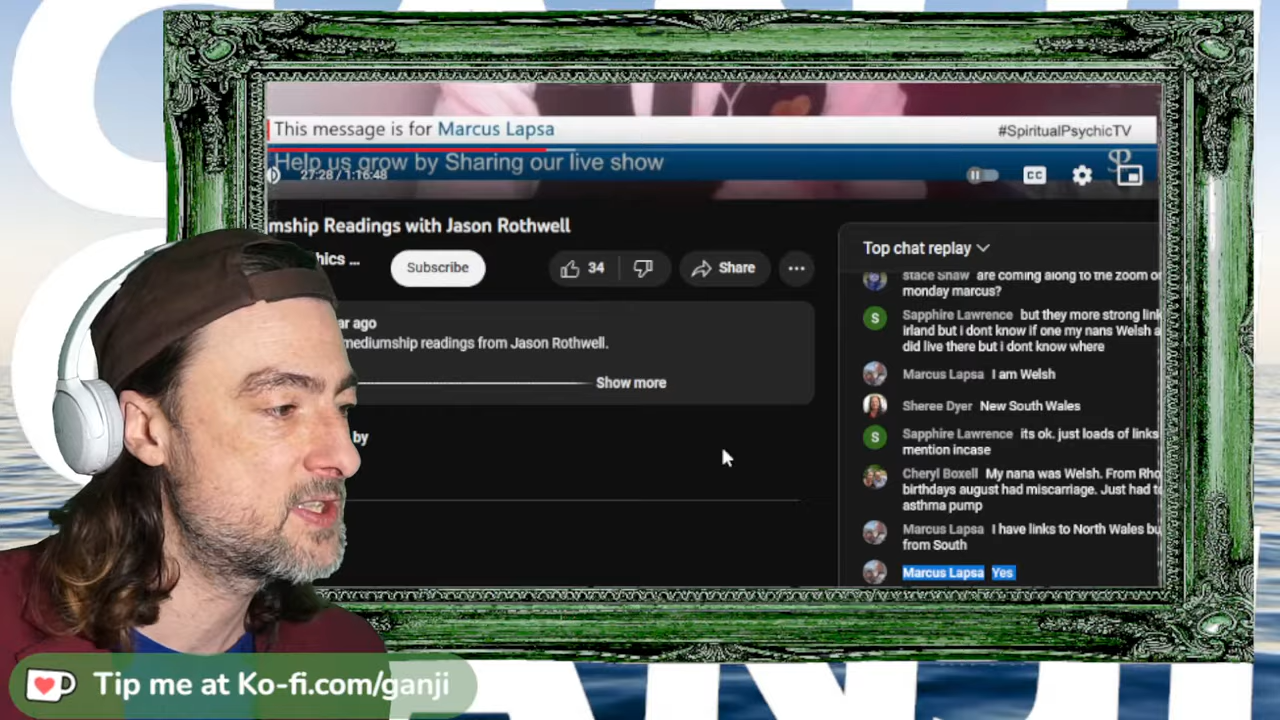 This message is for Marcus Lapsa
#SpiritualPsychicTV
Help us grow by Sharing our live show
27:28 / 1:16:48
CC
mship Readings with Jason Rothwell
hics ...
Subscribe
34
Share
ar ago
mediumship readings from Jason Rothwell.
Show more
by
Top chat replay
stace Shaw are coming along to the zoom on
monday marcus?
S
Sapphire Lawrence but they more strong link
irland but i dont know if one my nans Welsh a
did live there but i dont know where
Marcus Lapsa I am Welsh
Sheree Dyer New South Wales
S
Sapphire Lawrence its ok. just loads of links
mention incase
Cheryl Boxell My nana was Welsh. From Rho
birthdays august had miscarriage. Just had to
asthma pump
Marcus Lapsa I have links to North Wales bu
from South
Marcus Lapsa Yes
Tip me at Ko-fi.com/ganji